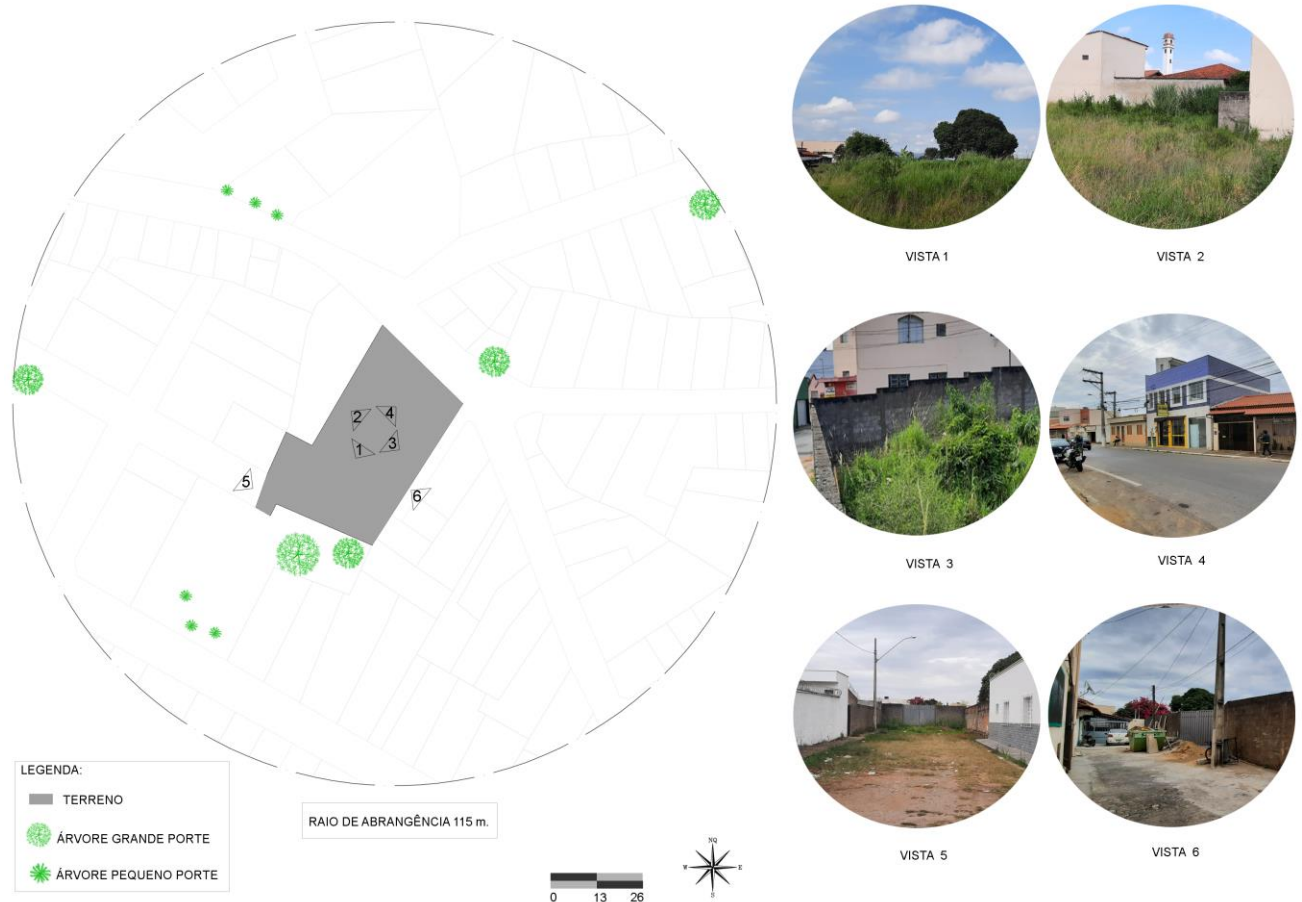 VISTA 1
VISTA 2
2
4
1
3
5
6
VISTA 3
VISTA 4
LEGENDA:
TERRENO
ÁRVORE GRANDE PORTE
ÁRVORE PEQUENO PORTE
RAIO DE ABRANGÊNCIA 115 m.
0 13 26
NQ
W E
S
VISTA 5
VISTA 6